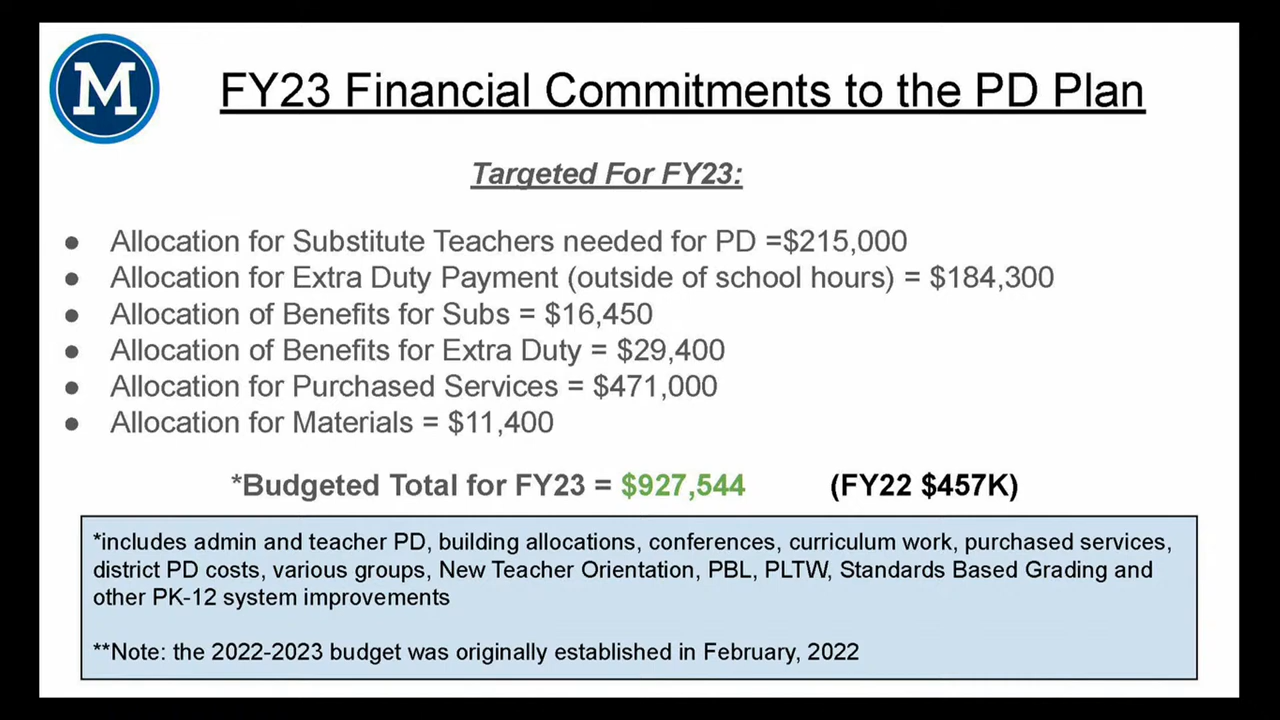 M
FY23 Financial Commitments to the PD Plan
Targeted For FY23:
● Allocation for Substitute Teachers needed for PD =$215,000
● Allocation for Extra Duty Payment (outside of school hours) = $184,300
● Allocation of Benefits for Subs = $16,450
● Allocation of Benefits for Extra Duty = $29,400
● Allocation for Purchased Services = $471,000
● Allocation for Materials = $11,400
*Budgeted Total for FY23 = $927,544 (FY22 $457K)
*includes admin and teacher PD, building allocations, conferences, curriculum work, purchased services,
district PD costs, various groups, New Teacher Orientation, PBL, PLTW, Standards Based Grading and
other PK-12 system improvements
**Note: the 2022-2023 budget was originally established in February, 2022